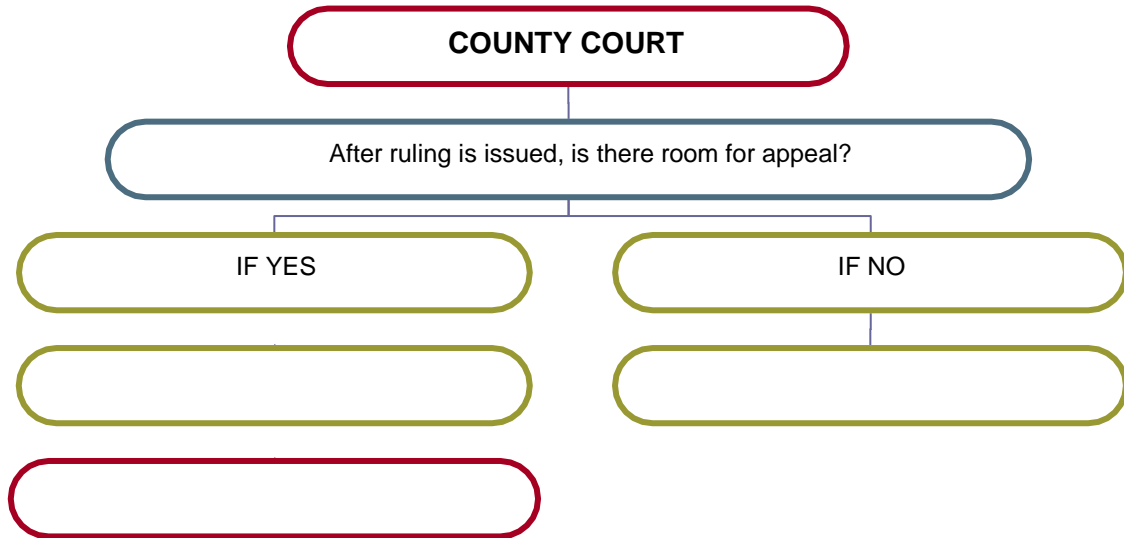 COUNTY COURT
After ruling is issued, is there room for appeal?
IF YES
IF NO